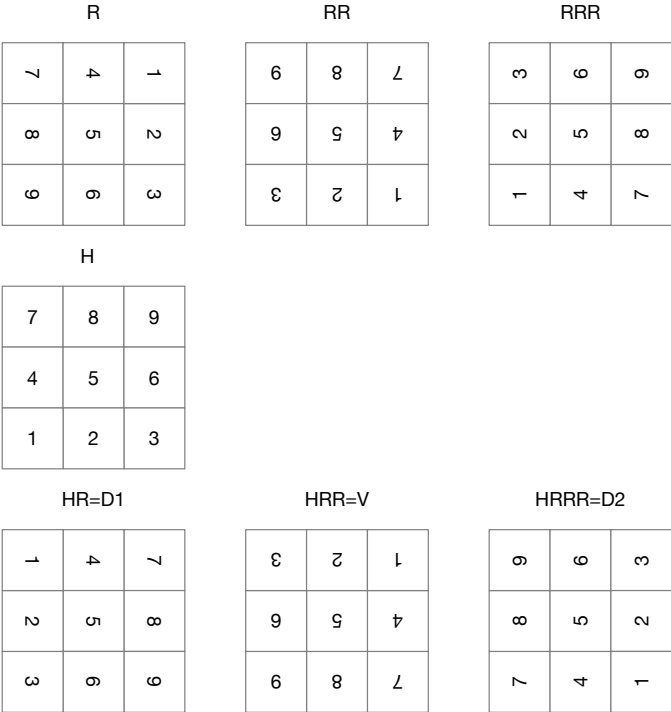 R RR RRR
7 4 1 9 8 7 3 6 9
8 5 2 6 5 4 2 5 8
9 6 3 3 2 1 1 4 7
H
7 8 9
4 5 6
1 2 3
HR=D1 HRR=V HRRR=D2
1 4 7 3 2 1 9 6 3
2 5 8 6 5 4 8 5 2
3 6 9 9 8 7 7 4 1